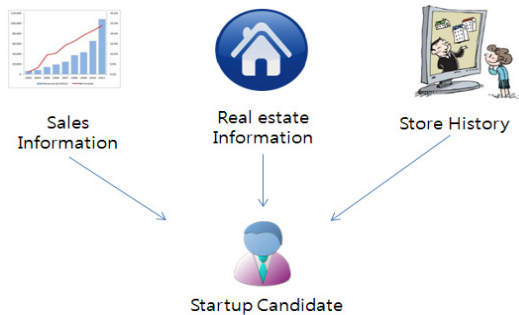 Sales
Information
Real estate
Information
Store History
Startup Candidate